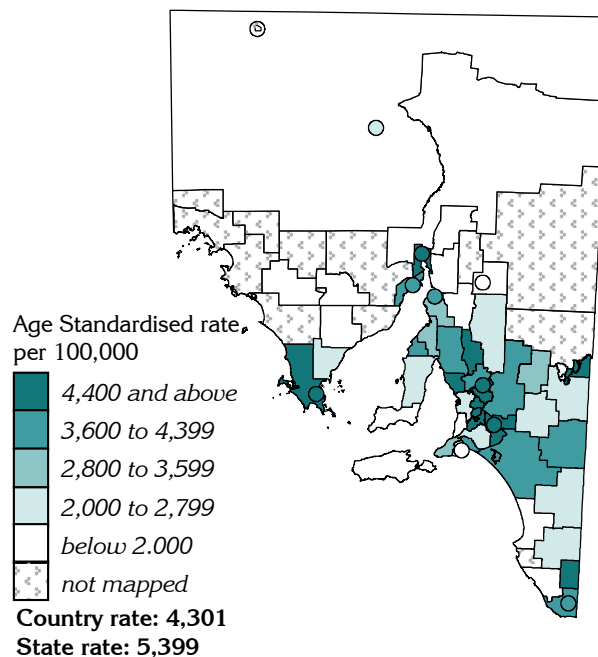 Age Standardised rate
per 100,000
4,400 and above
3,600 to 4,399
2,800 to 3,599
2,000 to 2,799
below 2.000
not mapped
Country rate: 4,301
State rate: 5,399